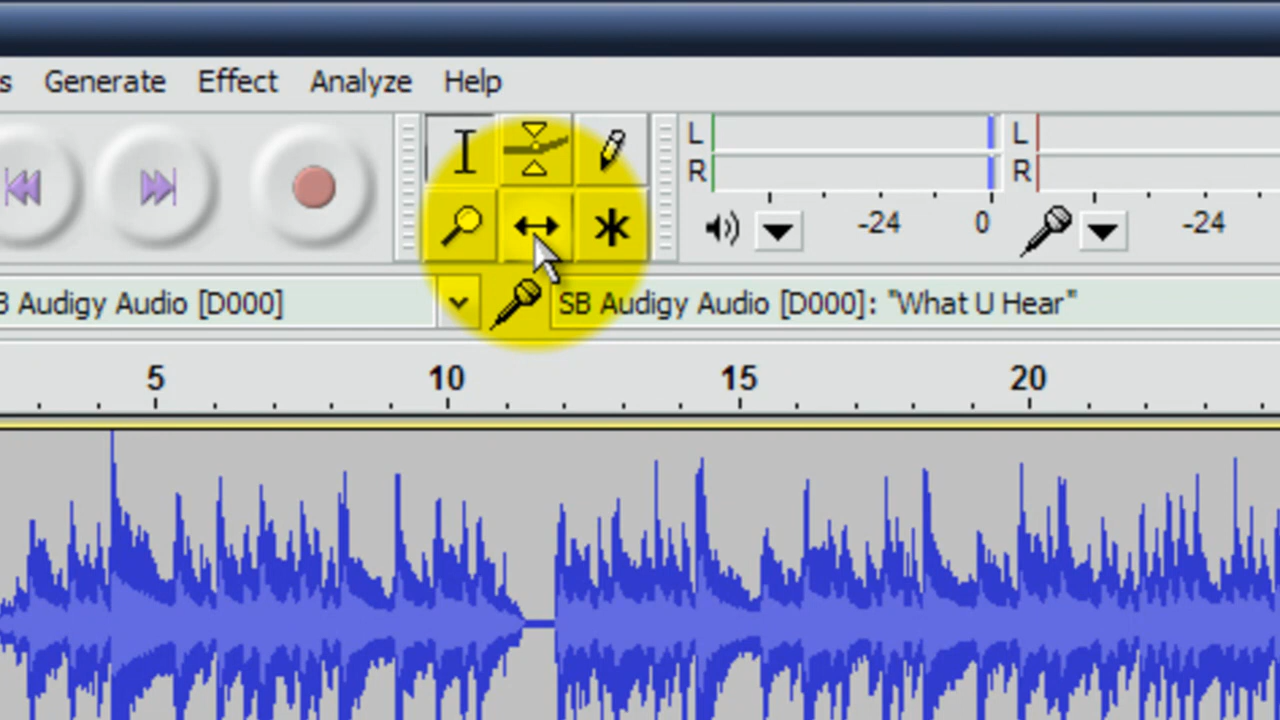 s Generate Effect Analyze Help
L
R
-24 0
L
R
-24
B Audigy Audio [D000]
SB Audigy Audio [D000]: "What U Hear"
5 10 15 20